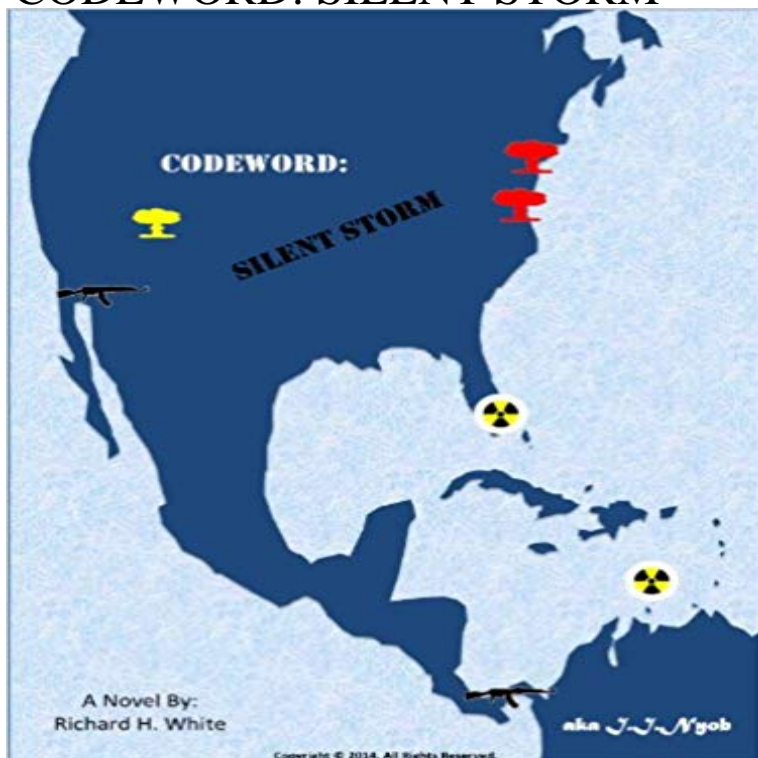 CODEWORD: SILENT STORM
CODEWORD:
SILENT STORM
A Novel By:
Richard H. White
aka J-J-Nyob
Copyright © 2014. All Rights Reserved.